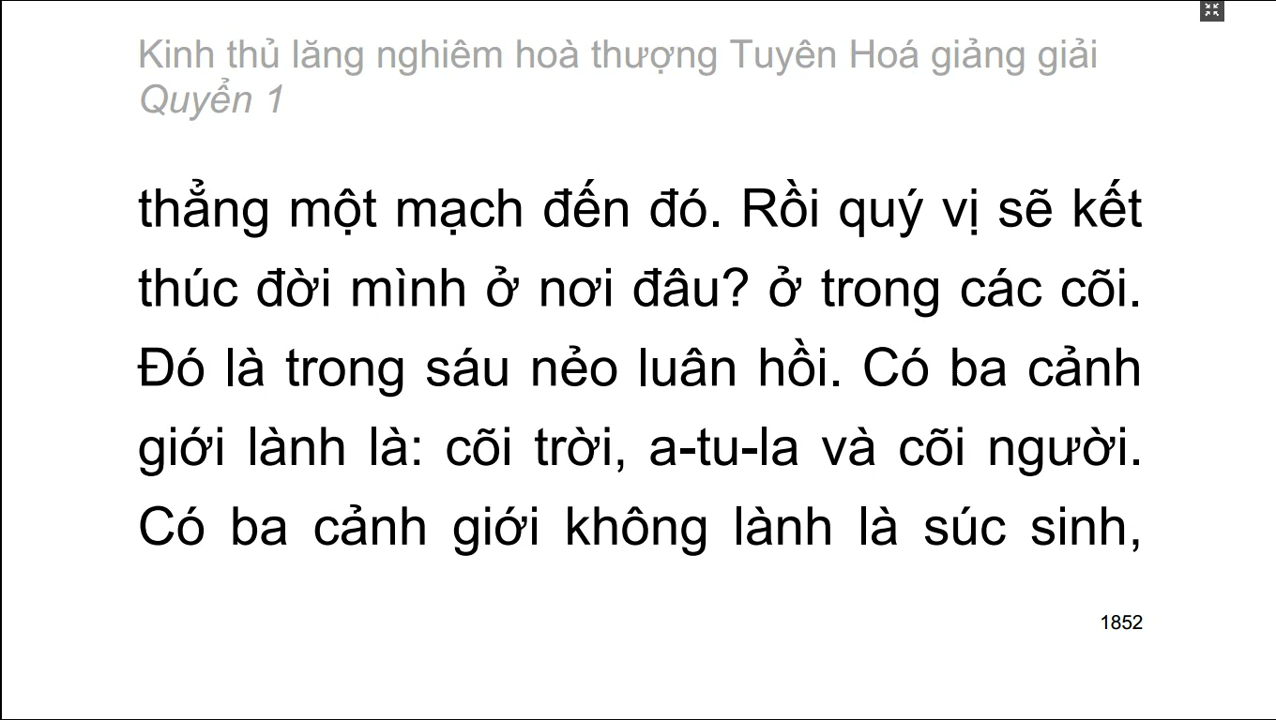 Kinh thủ lăng nghiêm hoà thượng Tuyên Hoá giảng giải
Quyển 1
thẳng một mạch đến đó. Rồi quý vị sẽ kết
thúc đời mình ở nơi đâu? ở trong các cõi.
Đó là trong sáu nẻo luân hồi. Có ba cảnh
giới lành là: cõi trời, a-tu-la và cõi người.
Có ba cảnh giới không lành là súc sinh,
1852